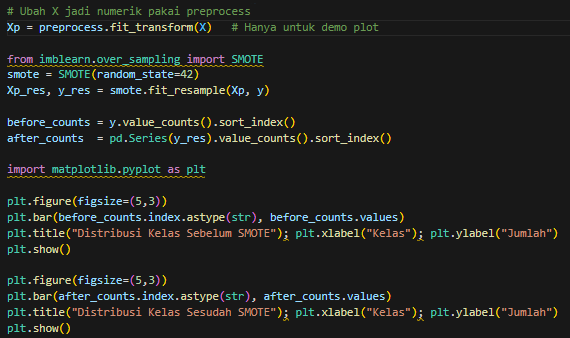 # Ubah X jadi numerik pakai preprocess
Xp = preprocess.fit_transform(X)   # Hanya untuk demo plot
from imblearn.over_sampling import SMOTE
smote = SMOTE(random_state=42)
Xp_res, y_res = smote.fit_resample(Xp, y)
before_counts = y.value_counts().sort_index()
after_counts  = pd.Series(y_res).value_counts().sort_index()
import matplotlib.pyplot as plt
plt.figure(figsize=(5,3))
plt.bar(before_counts.index.astype(str), before_counts.values)
plt.title("Distribusi Kelas Sebelum SMOTE"); plt.xlabel("Kelas"); plt.ylabel("Jumlah")
plt.show()
plt.figure(figsize=(5,3))
plt.bar(after_counts.index.astype(str), after_counts.values)
plt.title("Distribusi Kelas Sesudah SMOTE"); plt.xlabel("Kelas"); plt.ylabel("Jumlah")
plt.show()